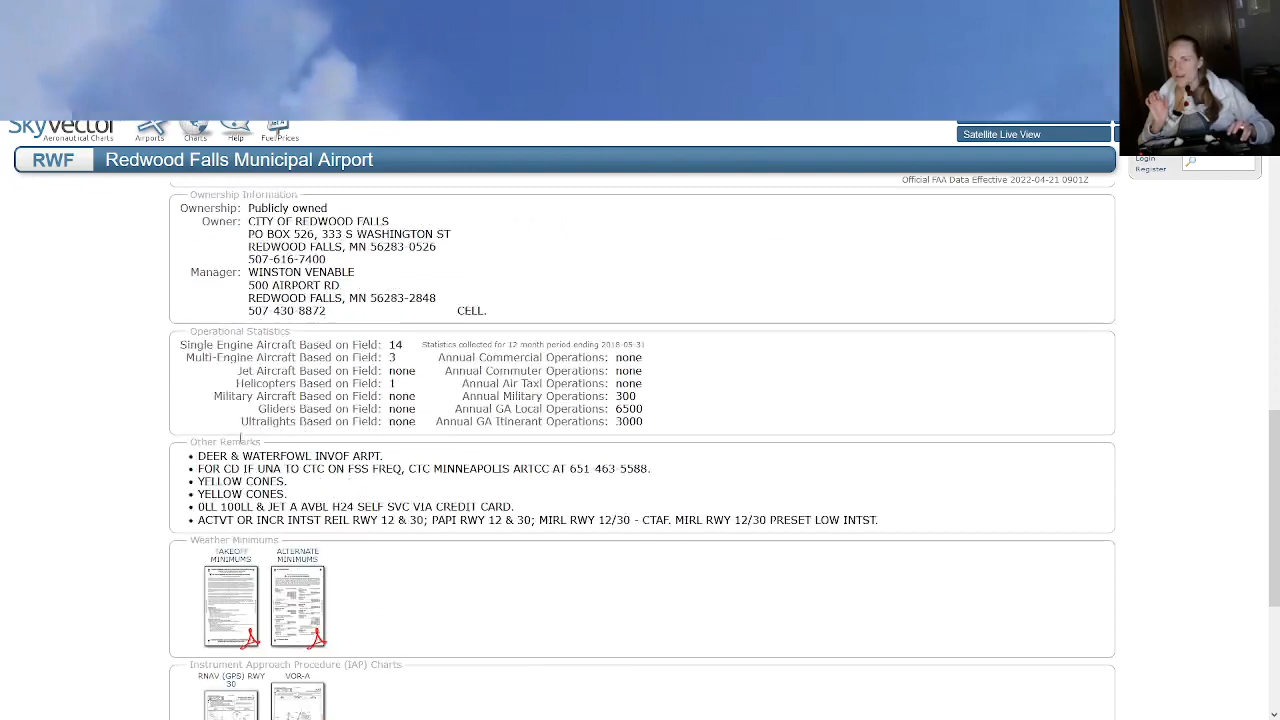 SkyVector
Aeronautical Charts
Airports
Charts
Help
Fuel/Prices
Satellite Live View
RWF
Redwood Falls Municipal Airport
Login
Register
Official FAA Data Effective 2022-04-21 0901Z
Ownership Information
Ownership: Publicly owned
Owner: CITY OF REDWOOD FALLS
PO BOX 526, 333 S WASHINGTON ST
REDWOOD FALLS, MN 56283-0526
507-616-7400
Manager: WINSTON VENABLE
500 AIRPORT RD
REDWOOD FALLS, MN 56283-2848
507-430-8872 CELL.
Operational Statistics
Single Engine Aircraft Based on Field: 14 Statistics collected for 12 month period ending 2018-05-31
Multi-Engine Aircraft Based on Field: 3 Annual Commercial Operations: none
Jet Aircraft Based on Field: none Annual Commuter Operations: none
Helicopters Based on Field: 1 Annual Air Taxi Operations: none
Military Aircraft Based on Field: none Annual Military Operations: 300
Gliders Based on Field: none Annual GA Local Operations: 6500
Ultralights Based on Field: none Annual GA Itinerant Operations: 3000
Other Remarks
• DEER & WATERFOWL INVOF ARPT.
• FOR CD IF UNA TO CTC ON FSS FREQ, CTC MINNEAPOLIS ARTCC AT 651-463-5588.
• YELLOW CONES.
• YELLOW CONES.
• 0LL 100LL & JET A AVBL H24 SELF SVC VIA CREDIT CARD.
• ACTVT OR INCR INTST REIL RWY 12 & 30; PAPI RWY 12 & 30; MIRL RWY 12/30 - CTAF. MIRL RWY 12/30 PRESET LOW INTST.
Weather Minimums
TAKEOFF MINIMUMS
ALTERNATE MINIMUMS
Instrument Approach Procedure (IAP) Charts
RNAV (GPS) RWY 30
VOR-A